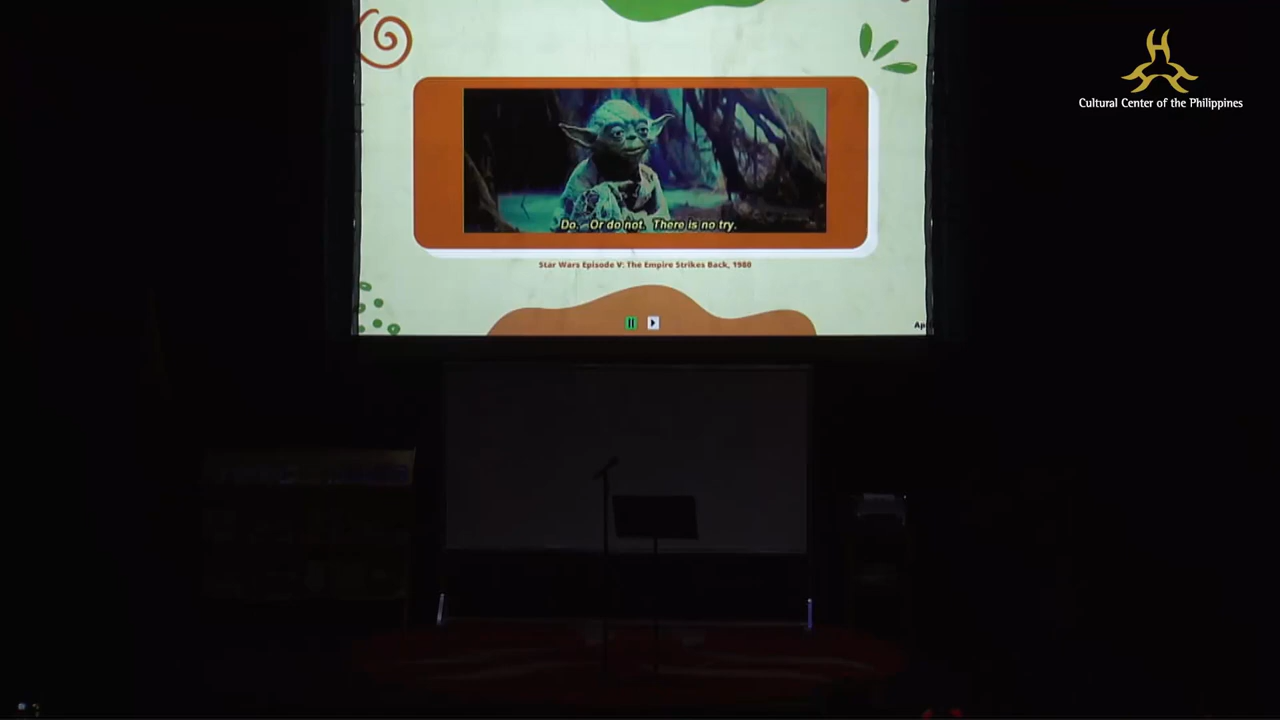 Cultural Center of the Philippines
Do. Or do not. There is no try.
Star Wars Episode V: The Empire Strikes Back, 1980